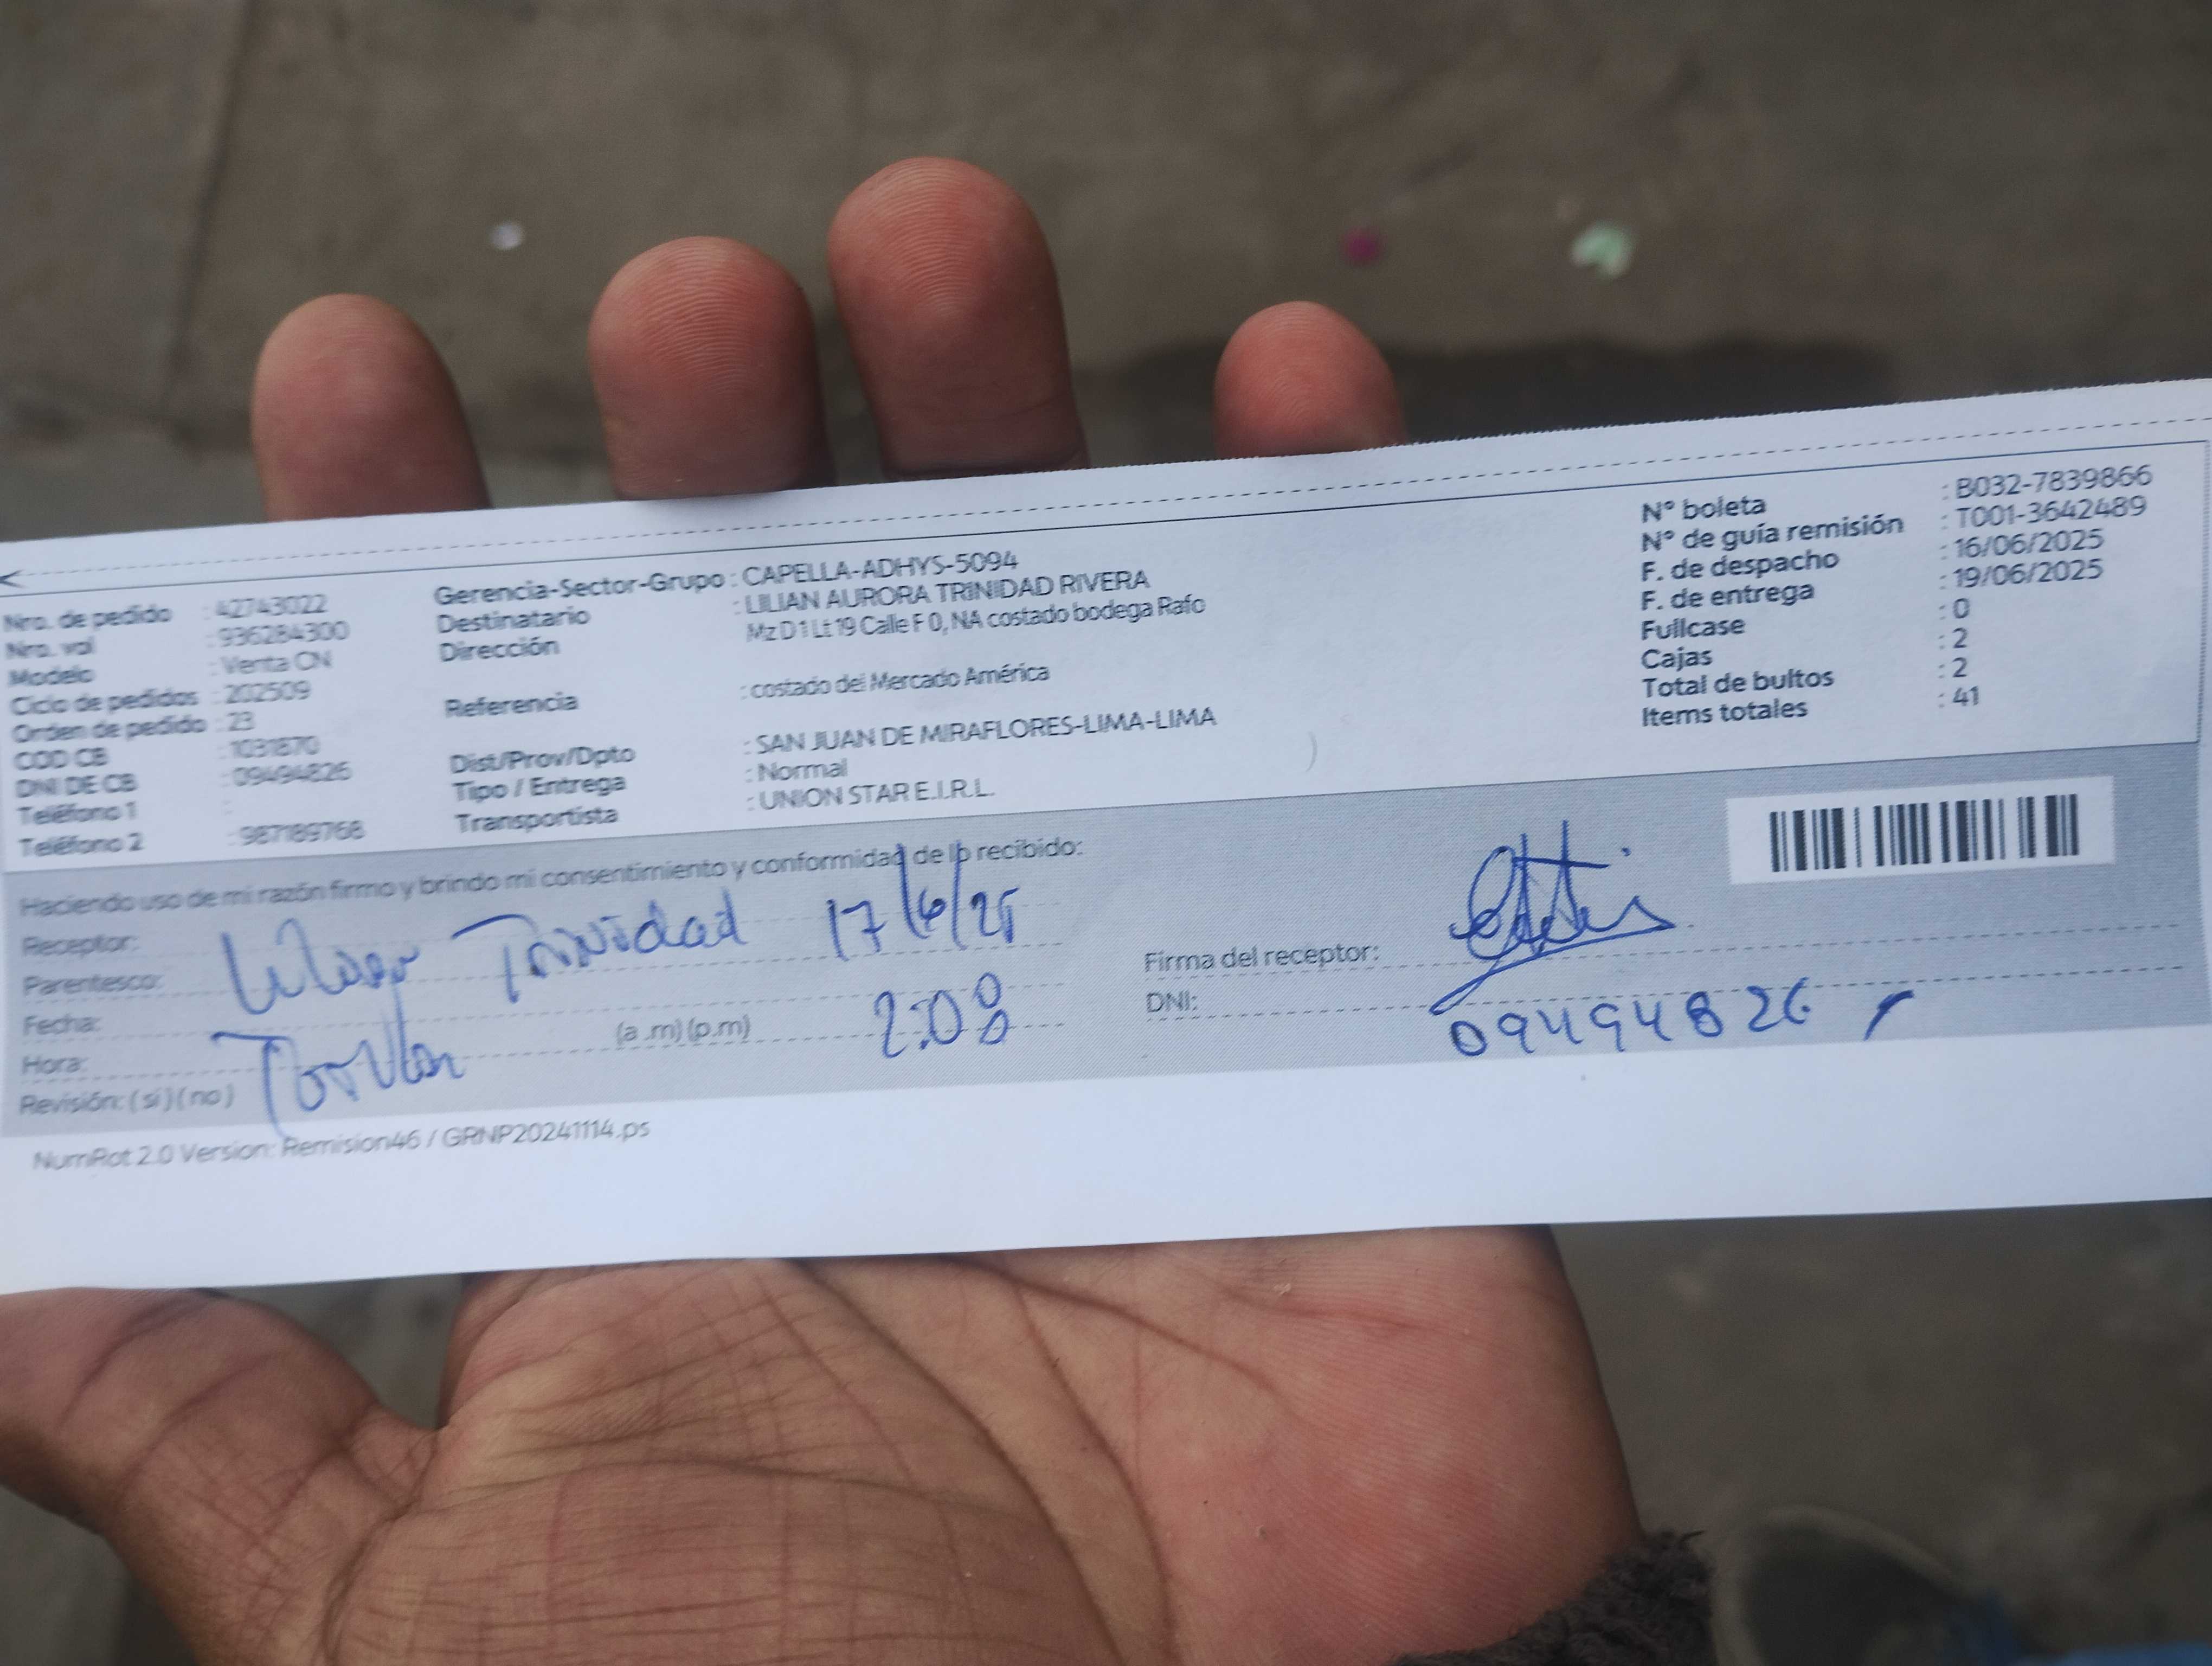 Nro. de pedido : 42743022
Nro. val : 936284300
Modelo : Venta CN
Ciclo de pedidos : 202509
Orden de pedido : 23
COD CB : 1031870
DNI DE CB : 09494826
Teléfono 1 :
Teléfono 2 : 987189768
Gerencia-Sector-Grupo : CAPELLA-ADHYS-5094
Destinatario : LILIAN AURORA TRINIDAD RIVERA
Dirección Mz D 1 Lt 19 Calle F 0, NA costado bodega Rafo
Referencia : costado del Mercado América
Dist/Prov/Dpto : SAN JUAN DE MIRAFLORES-LIMA-LIMA
Tipo / Entrega : Normal
Transportista : UNION STAR E.I.R.L.
Nº boleta : B032-7839866
Nº de guía remisión : T001-3642489
F. de despacho : 16/06/2025
F. de entrega : 19/06/2025
Fullcase : 0
Cajas : 2
Total de bultos : 2
Items totales : 41
Haciendo uso de mi razón firmo y brindo mi consentimiento y conformidad de lo recibido:
Receptor: Trinidad 17/6/25
Parentesco:
Fecha:
Hora: (a .m) (p.m) 2:08
Revisión: ( si ) ( no )
Firma del receptor:
DNI: 09494826
NumRot 2.0 Version: Remision46 / GRNP20241114.ps